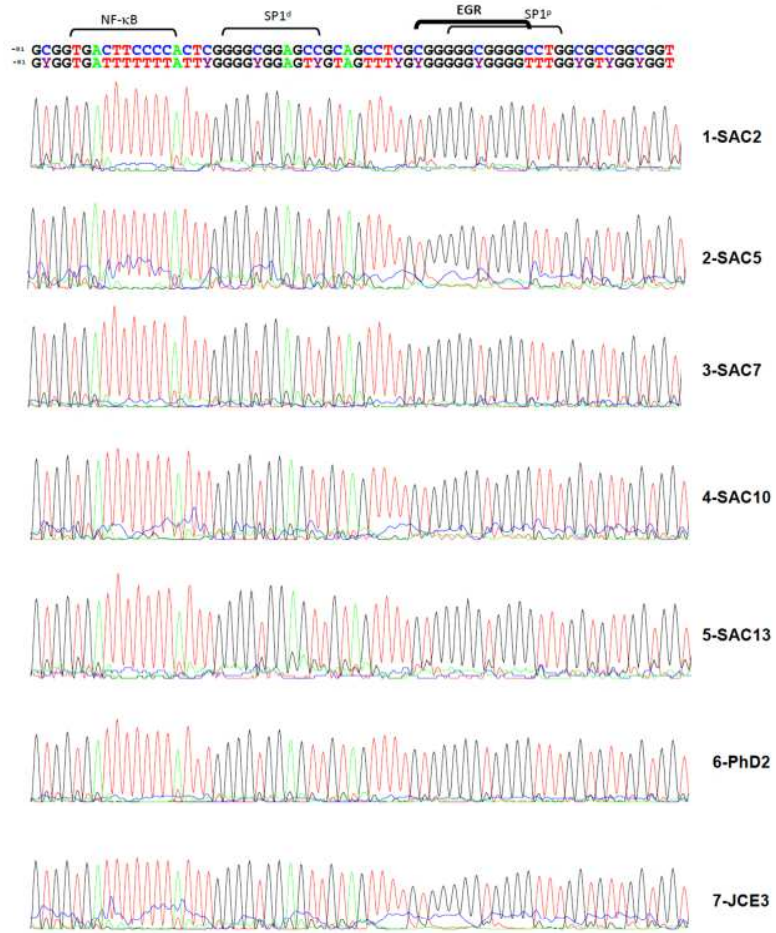 NF-κB SP1ᵈ EGR SP1ᵖ
GCGGTGACTTCCCCACTCGGGGCGGAGCCGCAGCCTCGCGGGGGCGGGGCCTGGCGCCGGCGGT
GYGGTGATTTTTTTATTYGGGGYGGAGTYGTAGTTTYGYGGGGGYGGGGTTTGGYGTYGGYGGT
1-SAC2
2-SAC5
3-SAC7
4-SAC10
5-SAC13
6-PhD2
7-JCE3